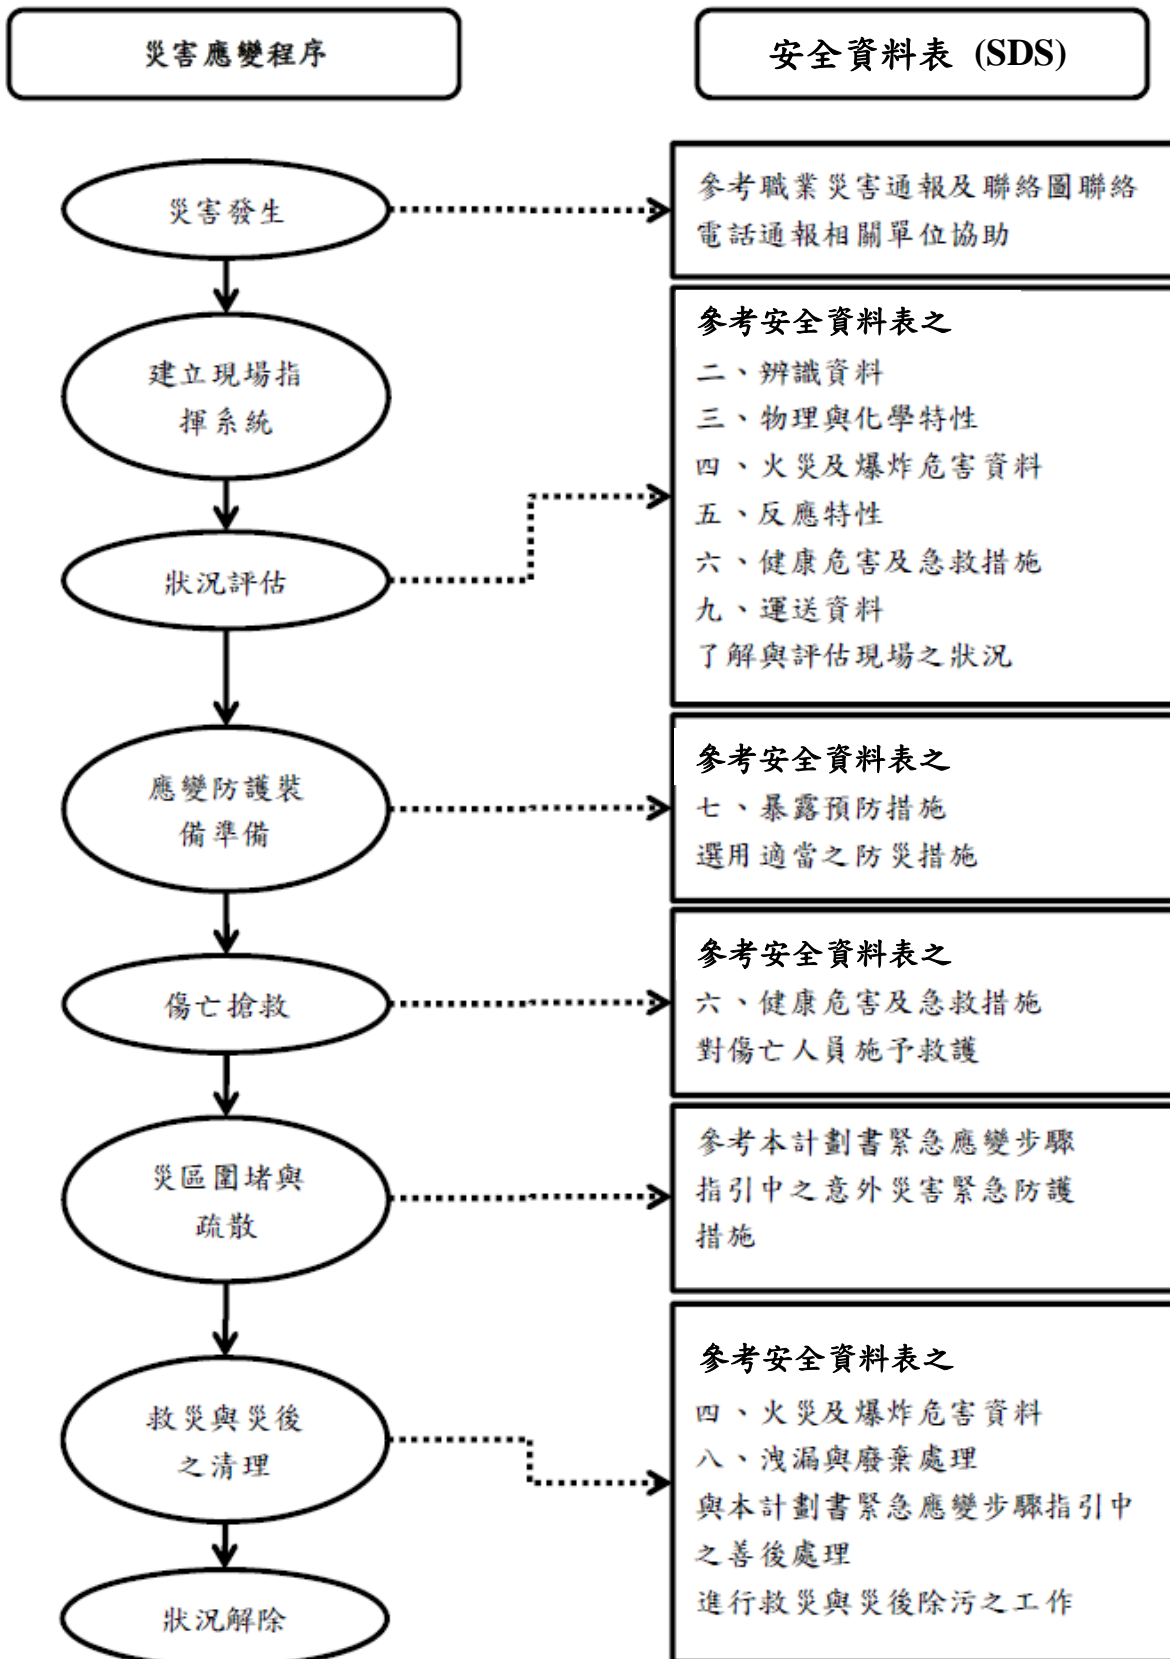 災害應變程序
安全資料表 (SDS)
災害發生
參考職業災害通報及聯絡圖聯絡
電話通報相關單位協助
建立現場指
揮系統
狀況評估
參考安全資料表之
二、辨識資料
三、物理與化學特性
四、火災及爆炸危害資料
五、反應特性
六、健康危害及急救措施
九、運送資料
了解與評估現場之狀況
應變防護裝
備準備
參考安全資料表之
七、暴露預防措施
選用適當之防災措施
傷亡搶救
參考安全資料表之
六、健康危害及急救措施
對傷亡人員施予救護
災區圍堵與
疏散
參考本計劃書緊急應變步驟
指引中之意外災害緊急防護
措施
救災與災後
之清理
參考安全資料表之
四、火災及爆炸危害資料
八、洩漏與廢棄處理
與本計劃書緊急應變步驟指引中
之善後處理
進行救災與災後除污之工作
狀況解除